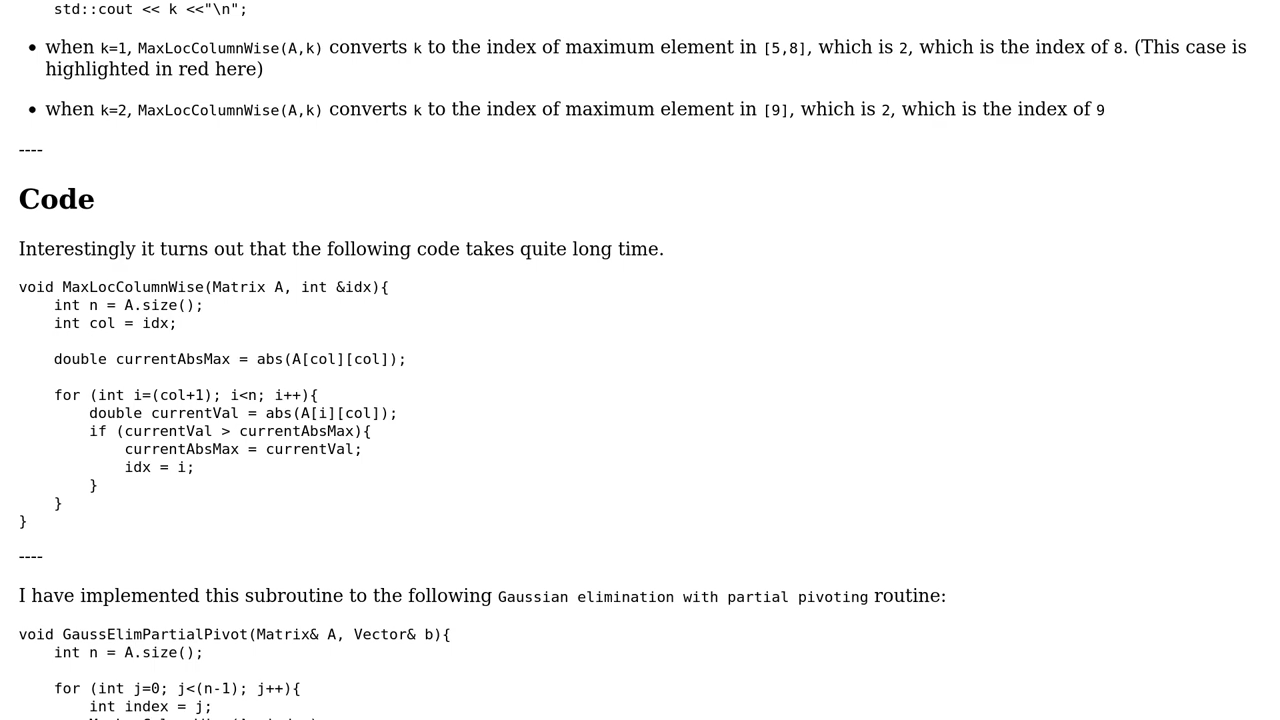 std::cout << k <<"\n";
• when k=1, MaxLocColumnWise(A,k) converts k to the index of maximum element in [5,8], which is 2, which is the index of 8. (This case is
highlighted in red here)
• when k=2, MaxLocColumnWise(A,k) converts k to the index of maximum element in [9], which is 2, which is the index of 9
----
Code
Interestingly it turns out that the following code takes quite long time.
void MaxLocColumnWise(Matrix A, int &idx){
    int n = A.size();
    int col = idx;
    double currentAbsMax = abs(A[col][col]);
    for (int i=(col+1); i<n; i++){
        double currentVal = abs(A[i][col]);
        if (currentVal > currentAbsMax){
            currentAbsMax = currentVal;
            idx = i;
        }
    }
}
----
I have implemented this subroutine to the following Gaussian elimination with partial pivoting routine:
void GaussElimPartialPivot(Matrix& A, Vector& b){
    int n = A.size();
    for (int j=0; j<(n-1); j++){
        int index = j;